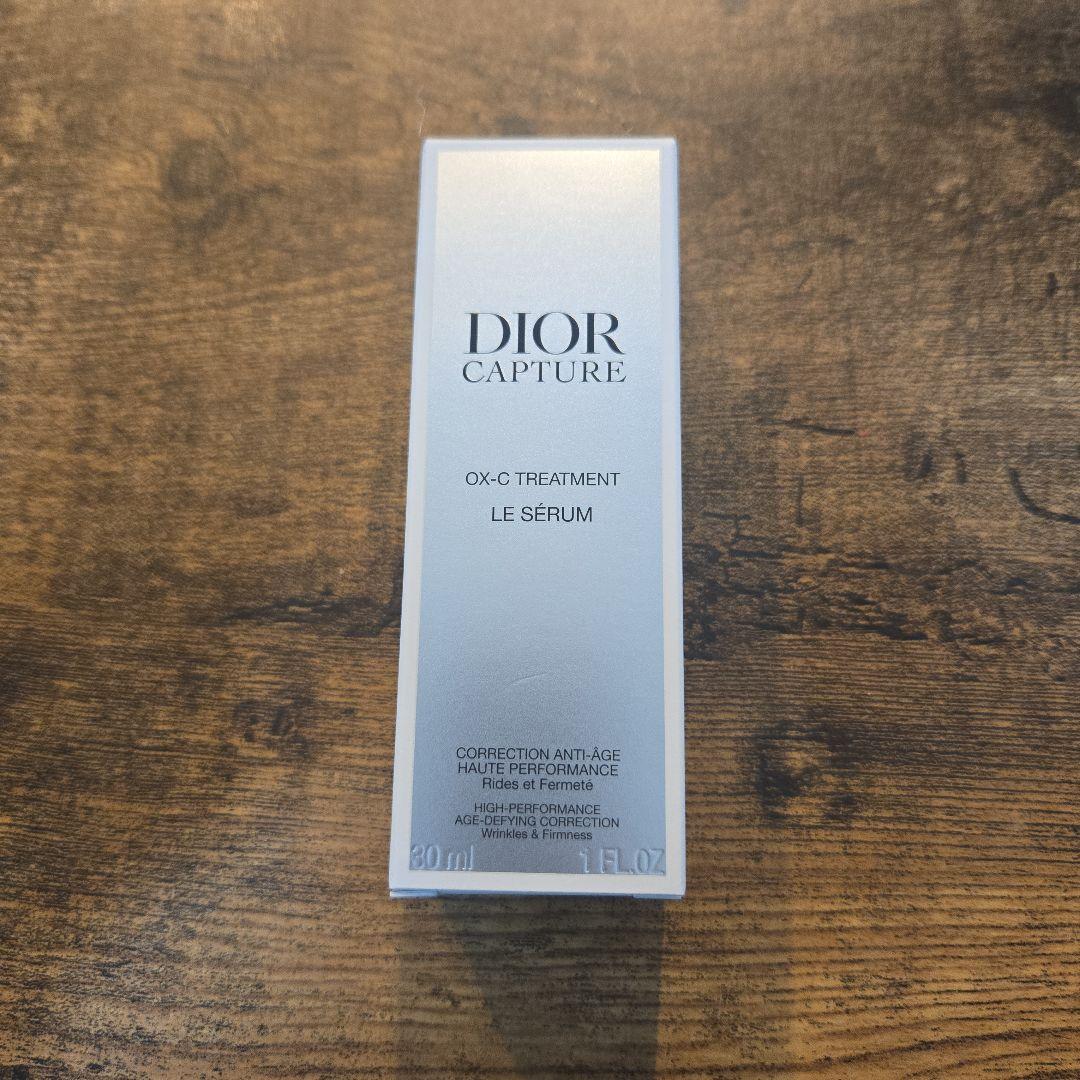 DIOR
CAPTURE
OX-C TREATMENT
LE SÉRUM
CORRECTION ANTI-ÂGE
HAUTE PERFORMANCE
Rides et Fermeté
HIGH-PERFORMANCE
AGE-DEFYING CORRECTION
Wrinkles & Firmness
30 ml 1 FL.OZ